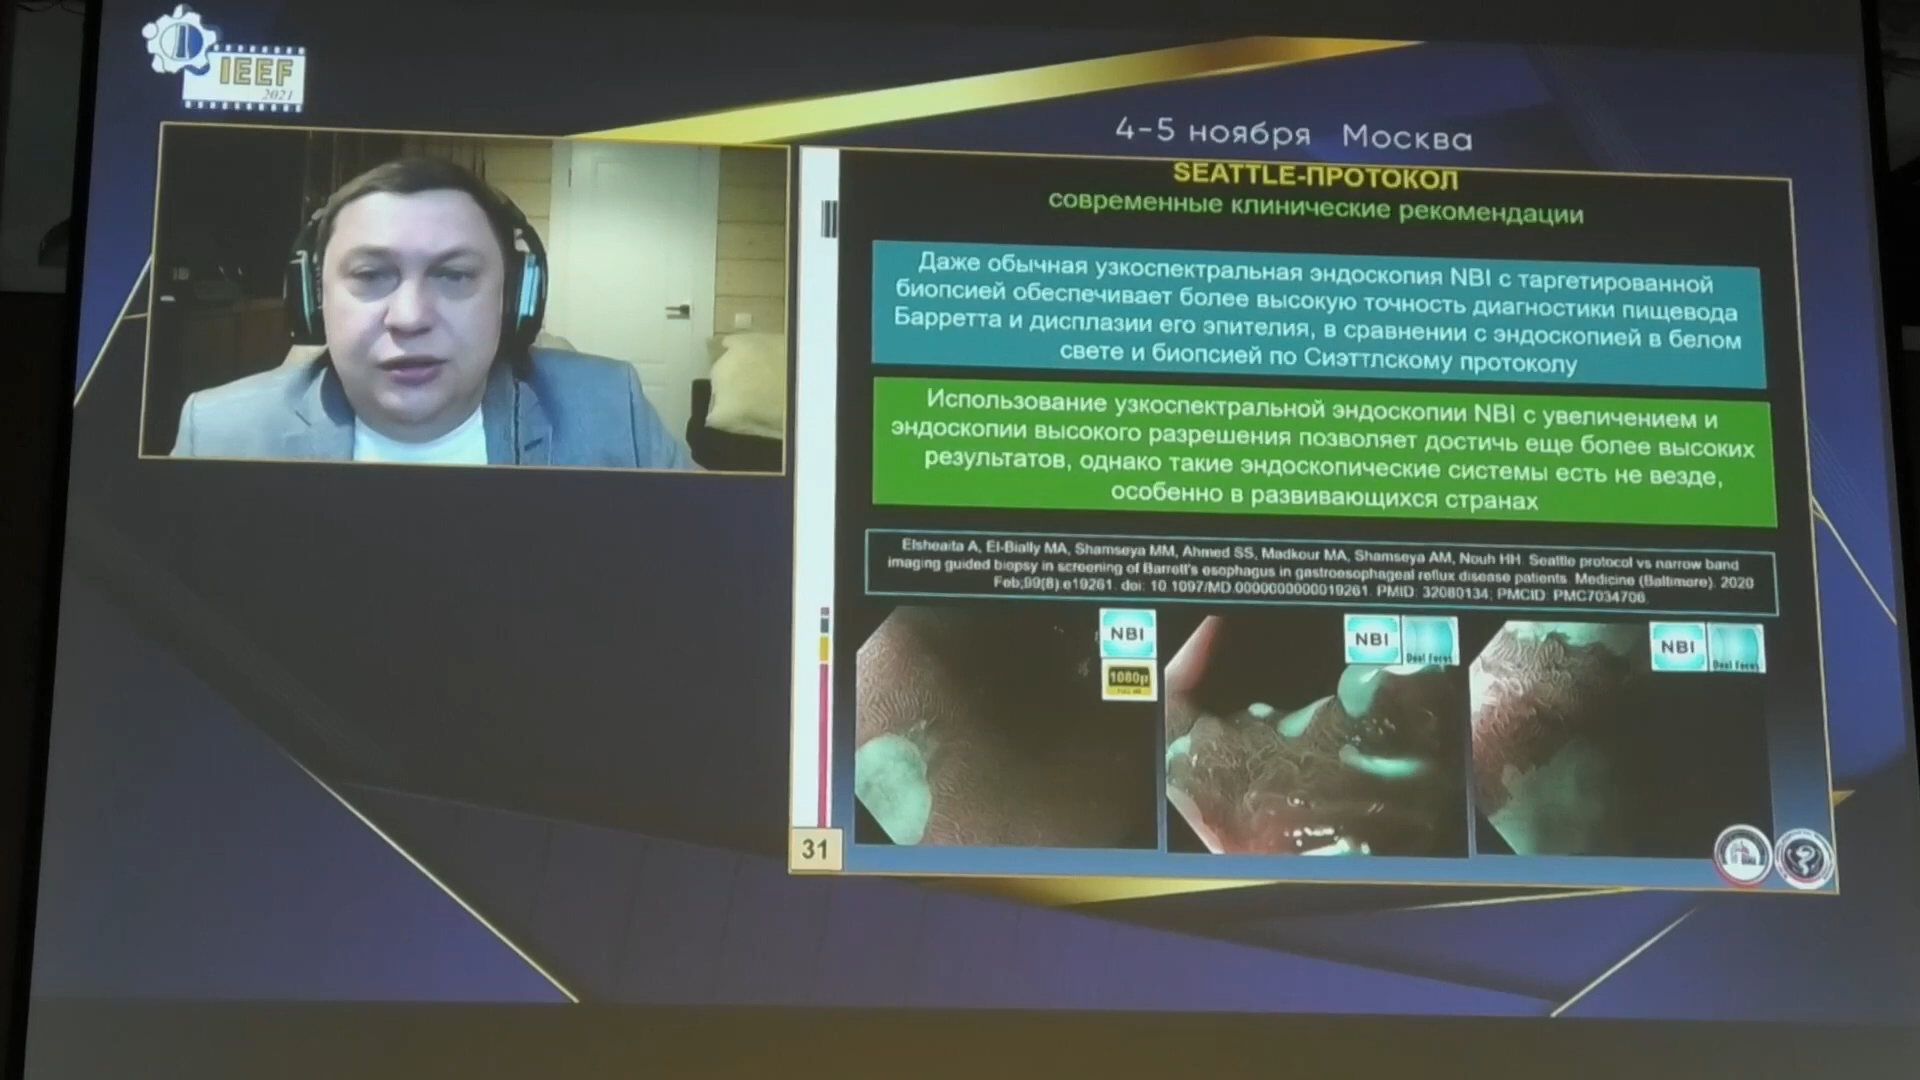 IEEF
2021
4-5 ноября Москва
SEATTLE-ПРОТОКОЛ
современные клинические рекомендации
Даже обычная узкоспектральная эндоскопия NBI с таргетированной
биопсией обеспечивает более высокую точность диагностики пищевода
Барретта и дисплазии его эпителия, в сравнении с эндоскопией в белом
свете и биопсией по Сиэттлскому протоколу
Использование узкоспектральной эндоскопии NBI с увеличением и
эндоскопии высокого разрешения позволяет достичь еще более высоких
результатов, однако такие эндоскопические системы есть не везде,
особенно в развивающихся странах
Elsheaita A, El-Bially MA, Shamseya MM, Ahmed SS, Madkour MA, Shamseya AM, Nouh HH. Seattle protocol vs narrow band
imaging guided biopsy in screening of Barrett's esophagus in gastroesophageal reflux disease patients. Medicine (Baltimore). 2020
Feb;99(8):e19261. doi: 10.1097/MD.0000000000019261. PMID: 32080134; PMCID: PMC7034706.
NBI
1080p
NBI
Dual Focus
NBI
Dual Focus
31